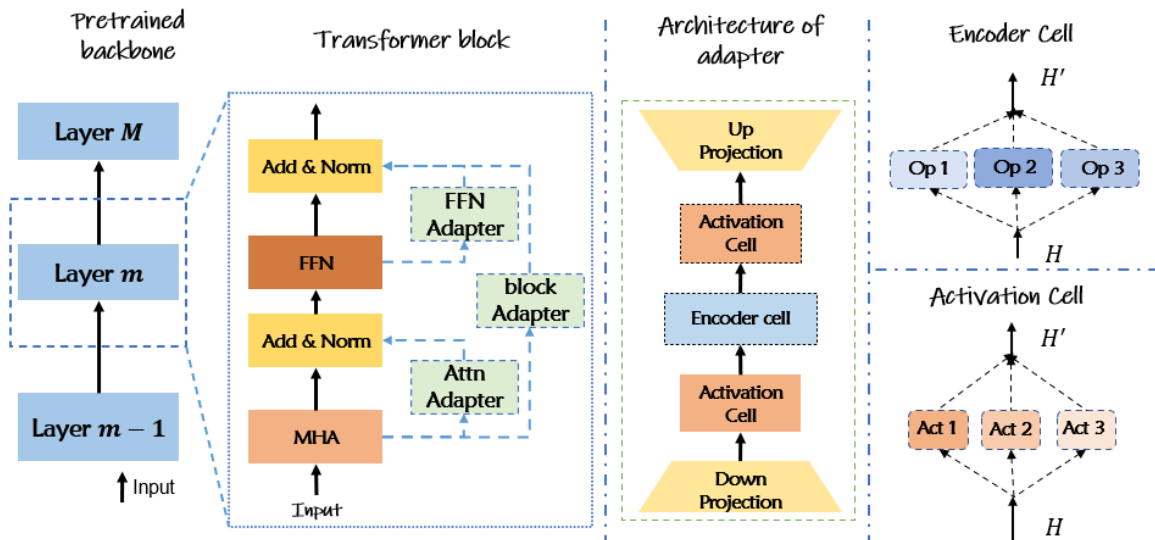 Pretrained
backbone
Layer M
Layer m
Layer m − 1
Input
Transformer block
Add & Norm
FFN
Adapter
FFN
block
Adapter
Add & Norm
Attn
Adapter
MHA
Input
Architecture of
adapter
Up
Projection
Activation
Cell
Encoder cell
Activation
Cell
Down
Projection
Encoder Cell
H′
Op 1
Op 2
Op 3
H
Activation Cell
H′
Act 1
Act 2
Act 3
H